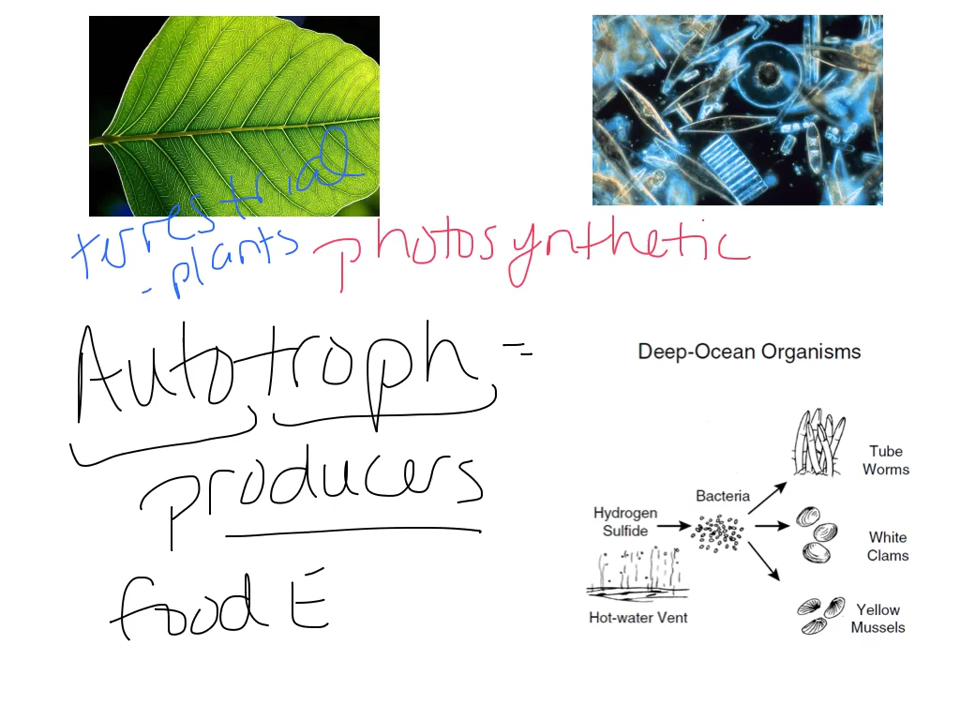 terrestrial
- plants
photosynthetic
Autotroph =
producers
food E
Deep-Ocean Organisms
Tube
Worms
Bacteria
Hydrogen
Sulfide
White
Clams
Hot-water Vent
Yellow
Mussels